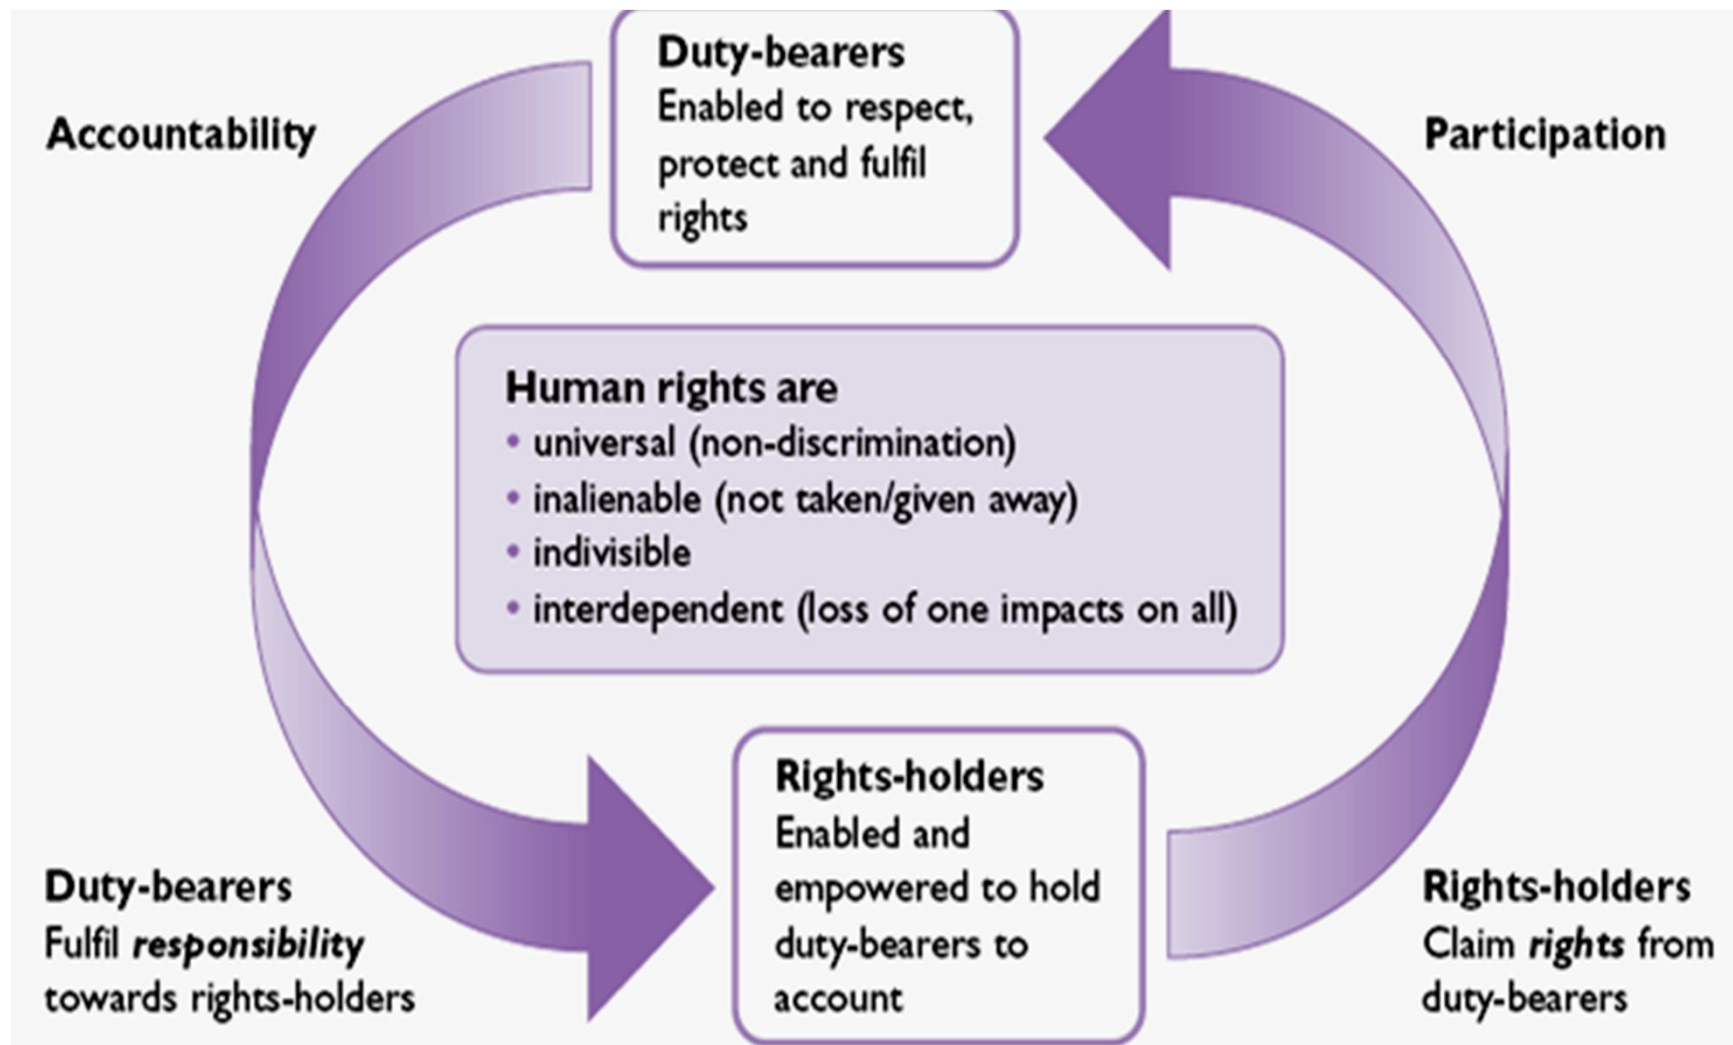 Accountability
Duty-bearers
Enabled to respect,
protect and fulfil
rights
Participation
Human rights are
• universal (non-discrimination)
• inalienable (not taken/given away)
• indivisible
• interdependent (loss of one impacts on all)
Duty-bearers
Fulfil responsibility
towards rights-holders
Rights-holders
Enabled and
empowered to hold
duty-bearers to
account
Rights-holders
Claim rights from
duty-bearers